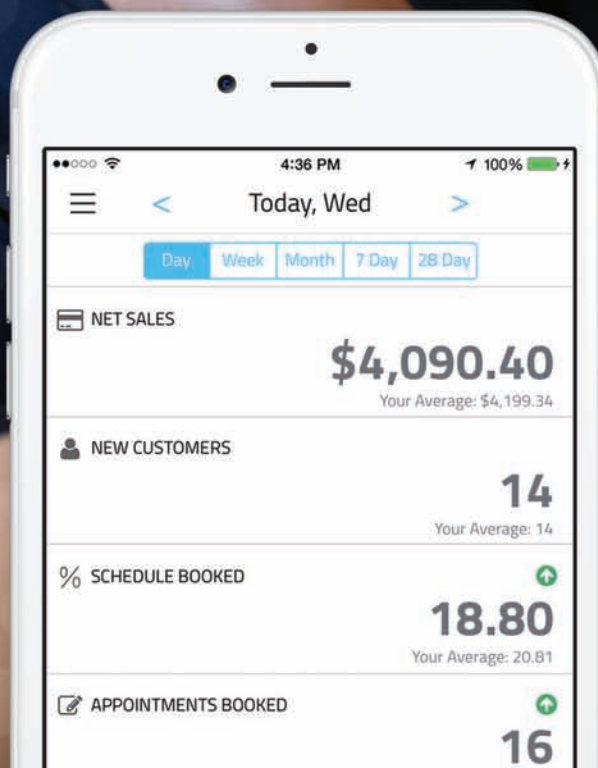 4:36 PM 100%
< Today, Wed >
Day Week Month 7 Day 28 Day
NET SALES
$4,090.40
Your Average: $4,199.34
NEW CUSTOMERS
14
Your Average: 14
% SCHEDULE BOOKED
18.80
Your Average: 20.81
APPOINTMENTS BOOKED
16